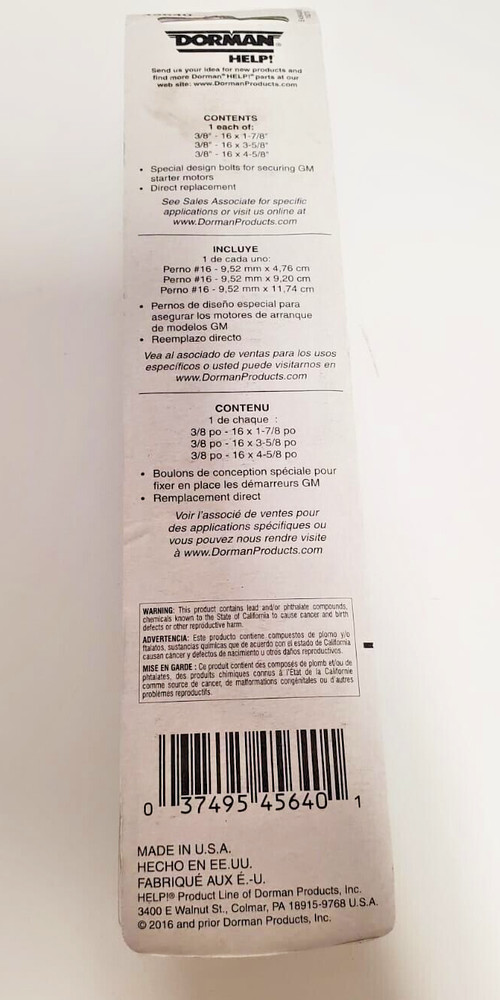 DORMAN
HELP!
Send us your idea for new products and
find more Dorman® HELP!® parts at our
web site: www.DormanProducts.com
CONTENTS
1 each of:
3/8" - 16 x 1-7/8"
3/8" - 16 x 3-5/8"
3/8" - 16 x 4-5/8"
• Special design bolts for securing GM
starter motors
• Direct replacement
See Sales Associate for specific
applications or visit us online at
www.DormanProducts.com
INCLUYE
1 de cada uno:
Perno #16 - 9,52 mm x 4,76 cm
Perno #16 - 9,52 mm x 9,20 cm
Perno #16 - 9,52 mm x 11,74 cm
• Pernos de diseño especial para
asegurar los motores de arranque
de modelos GM
• Reemplazo directo
Vea al asociado de ventas para los usos
específicos o usted puede visitarnos en
www.DormanProducts.com
CONTENU
1 de chaque :
3/8 po - 16 x 1-7/8 po
3/8 po - 16 x 3-5/8 po
3/8 po - 16 x 4-5/8 po
• Boulons de conception spéciale pour
fixer en place les démarreurs GM
• Remplacement direct
Voir l'associé de ventes pour
des applications spécifiques ou
vous pouvez nous rendre visite
à www.DormanProducts.com
WARNING: This product contains lead and/or phthalate compounds,
chemicals known to the State of California to cause cancer and birth
defects or other reproductive harm.
ADVERTENCIA: Este producto contiene compuestos de plomo y/o
ftalatos, sustancias químicas que de acuerdo con el estado de California
causan cáncer y defectos de nacimiento u otros daños reproductivos.
MISE EN GARDE : Ce produit contient des composés de plomb et/ou de
phtalates, des produits chimiques connus à l'État de la Californie
comme source de cancer, de malformations congénitales ou d'autres
problèmes reproductifs.
0 37495 45640 1
MADE IN U.S.A.
HECHO EN EE.UU.
FABRIQUÉ AUX É.-U.
HELP!® Product Line of Dorman Products, Inc.
3400 E Walnut St., Colmar, PA 18915-9768 U.S.A.
© 2016 and prior Dorman Products, Inc.